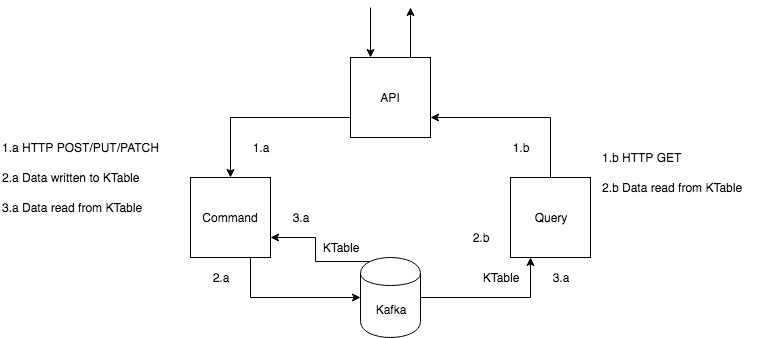 API
1.a HTTP POST/PUT/PATCH
1.a
1.b
1.b HTTP GET
2.a Data written to KTable
2.b Data read from KTable
3.a Data read from KTable
Command
3.a
Query
2.b
KTable
2.a
KTable
3.a
Kafka